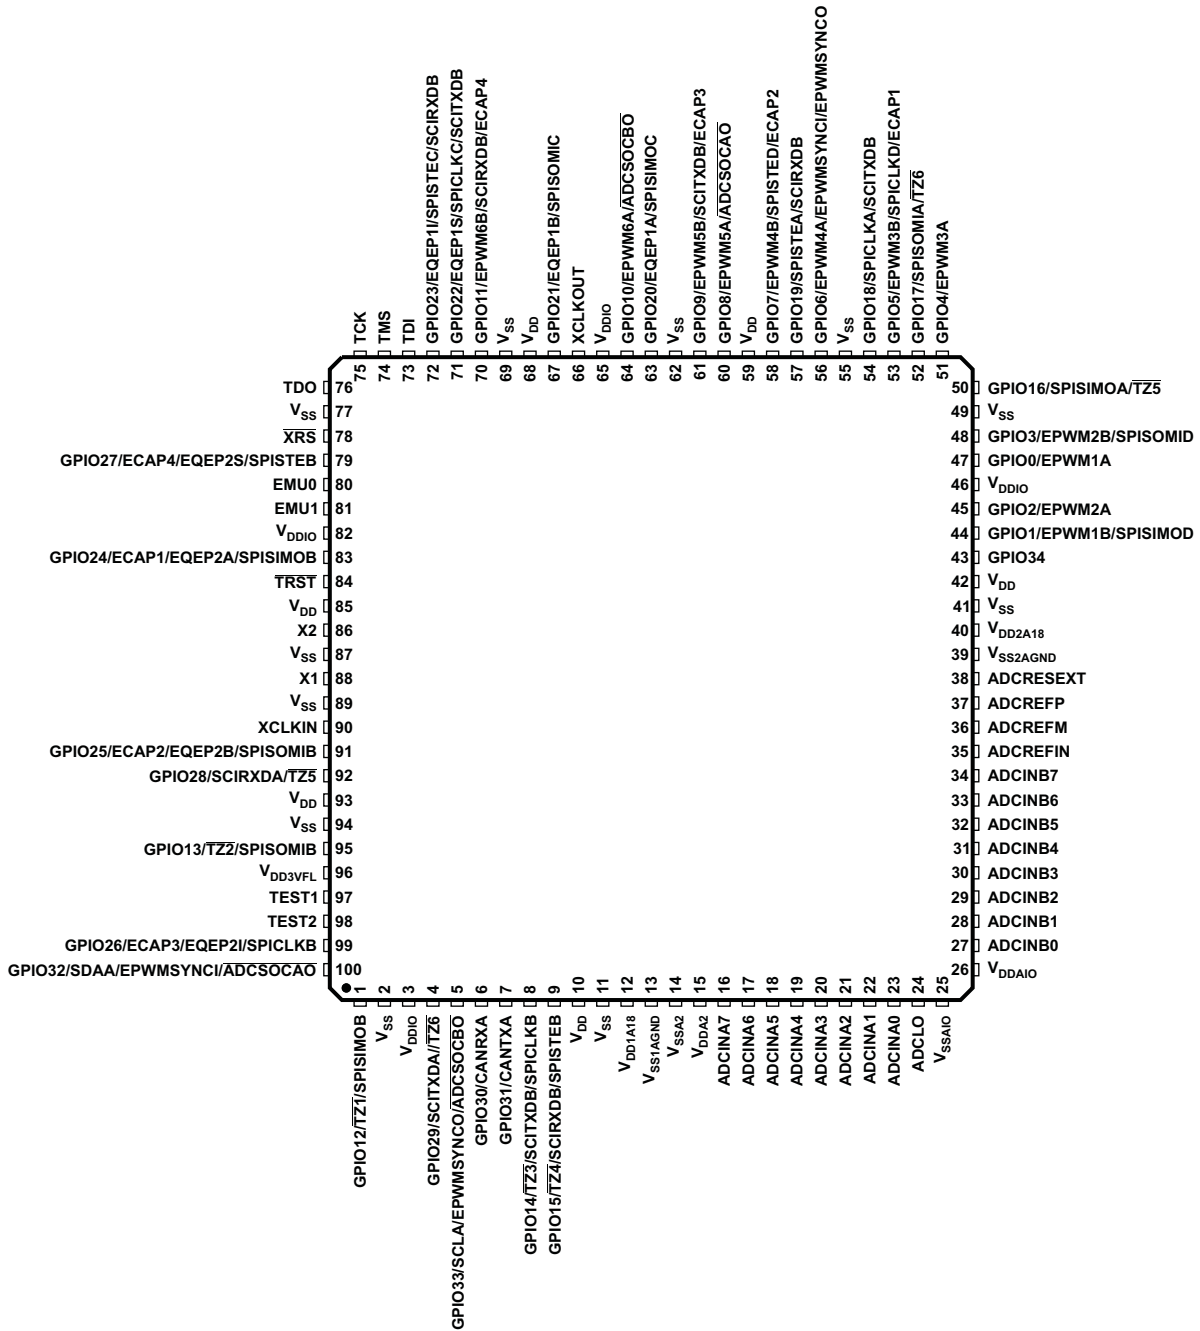 GPIO23/EQEP1I/SPISTEC/SCIRXDB
GPIO22/EQEP1S/SPICLKC/SCITXDB
GPIO11/EPWM6B/SCIRXDB/ECAP4
GPIO21/EQEP1B/SPISOMIC
GPIO10/EPWM6A/ADCSOCBO
GPIO20/EQEP1A/SPISIMOC
GPIO9/EPWM5B/SCITXDB/ECAP3
GPIO8/EPWM5A/ADCSOCAO
GPIO7/EPWM4B/SPISTED/ECAP2
GPIO19/SPISTEA/SCIRXDB
GPIO6/EPWM4A/EPWMSYNCI/EPWMSYNCO
GPIO18/SPICLKA/SCITXDB
GPIO5/EPWM3B/SPICLKD/ECAP1
GPIO17/SPISOMIA/TZ6
GPIO4/EPWM3A
TCK
TMS
TDI
VSS
VDD
XCLKOUT
VDDIO
VSS
VDD
VSS
75
74
73
72
71
70
69
68
67
66
65
64
63
62
61
60
59
58
57
56
55
54
53
52
51
TDO 76
VSS 77
XRS 78
GPIO27/ECAP4/EQEP2S/SPISTEB 79
EMU0 80
EMU1 81
VDDIO 82
GPIO24/ECAP1/EQEP2A/SPISIMOB 83
TRST 84
VDD 85
X2 86
VSS 87
X1 88
VSS 89
XCLKIN 90
GPIO25/ECAP2/EQEP2B/SPISOMIB 91
GPIO28/SCIRXDA/TZ5 92
VDD 93
VSS 94
GPIO13/TZ2/SPISOMIB 95
VDD3VFL 96
TEST1 97
TEST2 98
GPIO26/ECAP3/EQEP2I/SPICLKB 99
GPIO32/SDAA/EPWMSYNCI/ADCSOCAO 100
50 GPIO16/SPISIMOA/TZ5
49 VSS
48 GPIO3/EPWM2B/SPISOMID
47 GPIO0/EPWM1A
46 VDDIO
45 GPIO2/EPWM2A
44 GPIO1/EPWM1B/SPISIMOD
43 GPIO34
42 VDD
41 VSS
40 VDD2A18
39 VSS2AGND
38 ADCRESEXT
37 ADCREFP
36 ADCREFM
35 ADCREFIN
34 ADCINB7
33 ADCINB6
32 ADCINB5
31 ADCINB4
30 ADCINB3
29 ADCINB2
28 ADCINB1
27 ADCINB0
26 VDDAIO
1
2
3
4
5
6
7
8
9
10
11
12
13
14
15
16
17
18
19
20
21
22
23
24
25
GPIO12/TZ1/SPISIMOB
VSS
VDDIO
GPIO29/SCITXDA//TZ6
GPIO33/SCLA/EPWMSYNCO/ADCSOCBO
GPIO30/CANRXA
GPIO31/CANTXA
GPIO14/TZ3/SCITXDB/SPICLKB
GPIO15/TZ4/SCIRXDB/SPISTEB
VDD
VSS
VDD1A18
VSS1AGND
VSSA2
VDDA2
ADCINA7
ADCINA6
ADCINA5
ADCINA4
ADCINA3
ADCINA2
ADCINA1
ADCINA0
ADCLO
VSSAIO